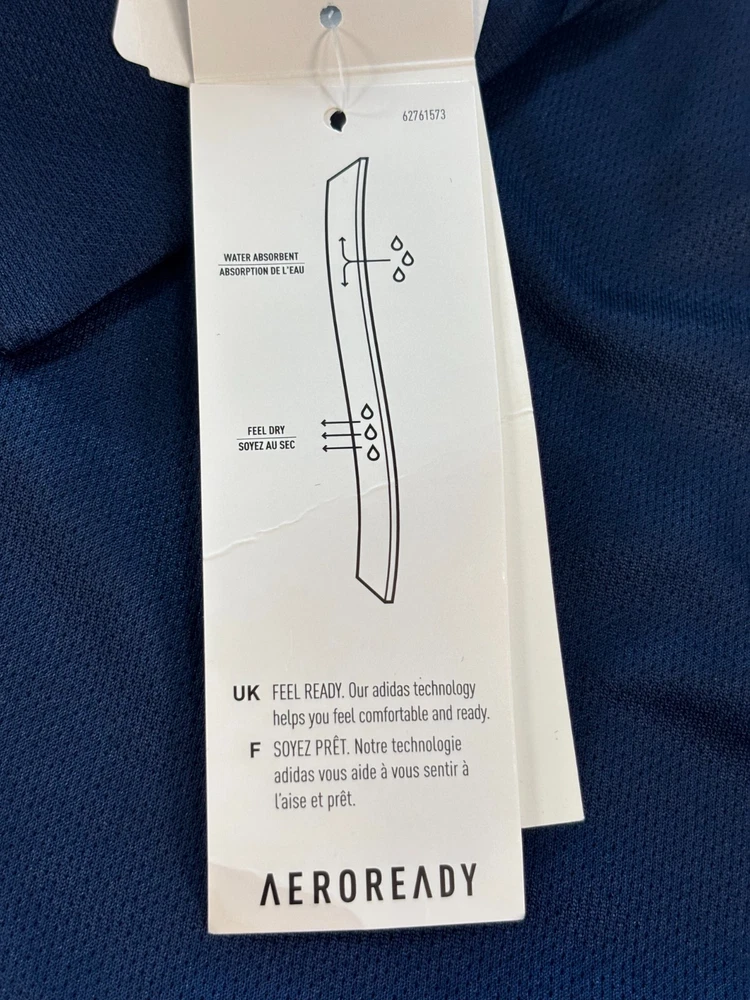 62761573
WATER ABSORBENT
ABSORPTION DE L'EAU
FEEL DRY
SOYEZ AU SEC
UK FEEL READY. Our adidas technology
helps you feel comfortable and ready.
F SOYEZ PRÊT. Notre technologie
adidas vous aide à vous sentir à
l'aise et prêt.
AEROREADY